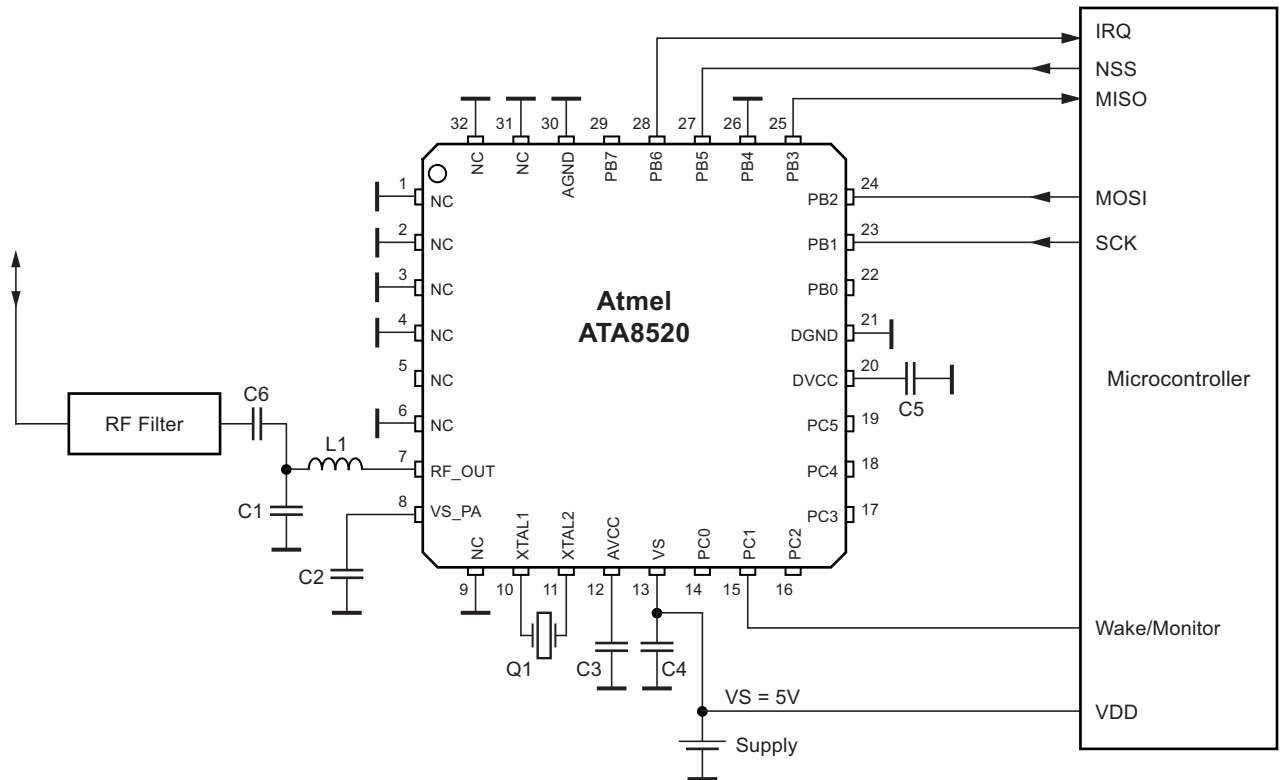 IRQ
NSS
MISO
32
31
30
29
28
27
26
25
NC
NC
AGND
PB7
PB6
PB5
PB4
PB3
1
NC
PB2
24
MOSI
2
NC
PB1
23
SCK
3
NC
PB0
22
Atmel
ATA8520
4
NC
DGND
21
5
NC
DVCC
20
C5
Microcontroller
6
NC
PC5
19
RF Filter
C6
L1
7
RF_OUT
PC4
18
C1
8
VS_PA
PC3
17
C2
NC
XTAL1
XTAL2
AVCC
VS
PC0
PC1
PC2
9
10
11
12
13
14
15
16
Q1
C3
C4
Wake/Monitor
VS = 5V
VDD
Supply